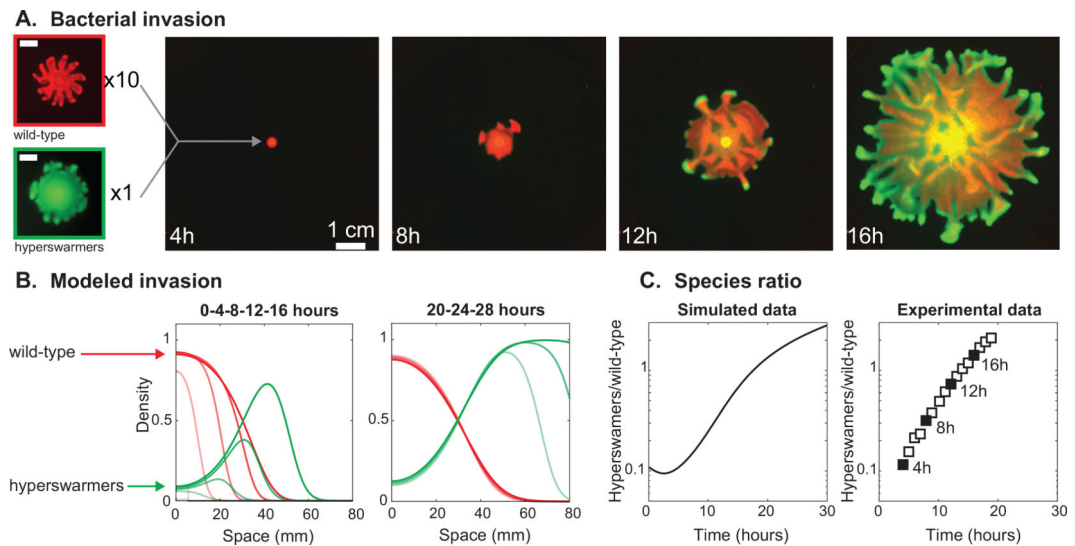 A. Bacterial invasion
x10
wild-type
x1
hyperswarmers
4h
1 cm
8h
12h
16h
B. Modeled invasion
0-4-8-12-16 hours
20-24-28 hours
wild-type
hyperswarmers
Density
1
0.5
0
0 20 40 60 80
Space (mm)
1
0.5
0
0 20 40 60 80
Space (mm)
C. Species ratio
Simulated data
Hyperswamers/wild-type
1
0.1
0 10 20 30
Time (hours)
Experimental data
Hyperswamers/wild-type
1
0.1
16h
12h
8h
4h
0 10 20 30
Time (hours)